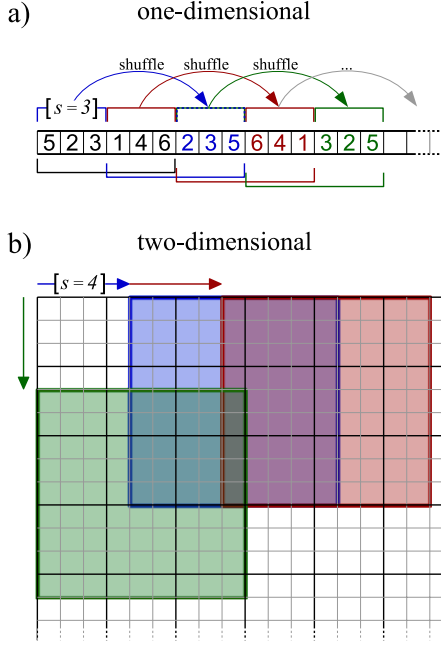 a) one-dimensional
shuffle shuffle shuffle ...
[s = 3]
5 2 3 1 4 6 2 3 5 6 4 1 3 2 5
b) two-dimensional
[s = 4]